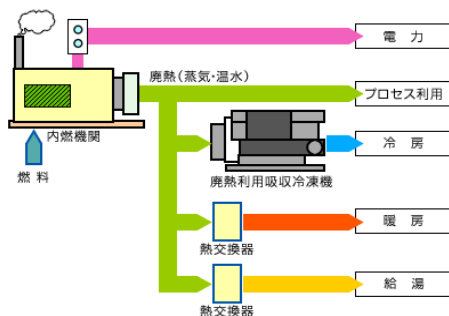 電力
廃熱(蒸気・温水)
プロセス利用
内燃機関
冷房
燃料
廃熱利用吸収冷凍機
暖房
熱交換器
給湯
熱交換器